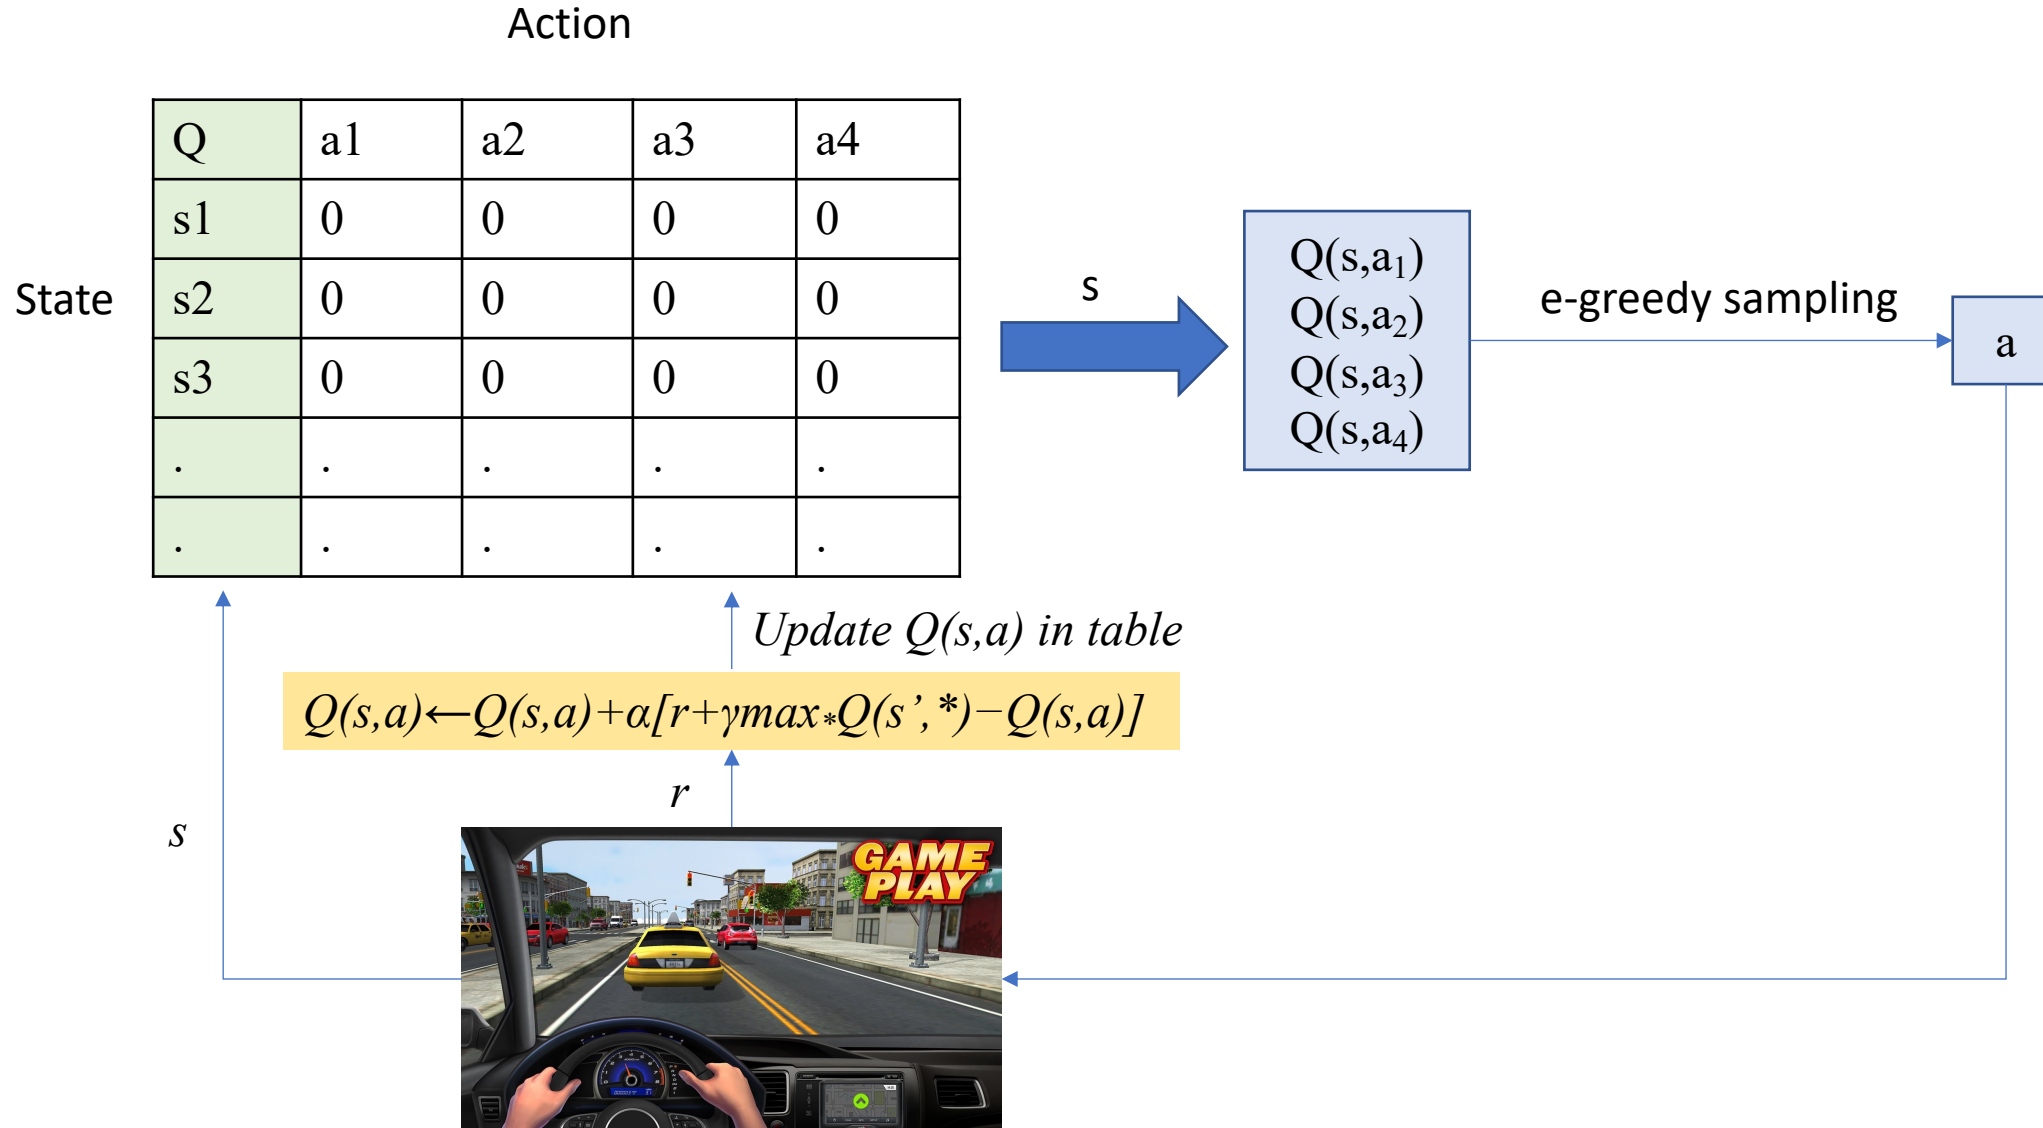 Action
Q a1 a2 a3 a4
s1 0 0 0 0
State
s2 0 0 0 0
s3 0 0 0 0
. . . . .
. . . . .
s
Q(s,a₁)
Q(s,a₂)
Q(s,a₃)
Q(s,a₄)
e-greedy sampling
a
Update Q(s,a) in table
Q(s,a)←Q(s,a)+α[r+γmax*Q(s’,*)−Q(s,a)]
r
s
GAME
PLAY